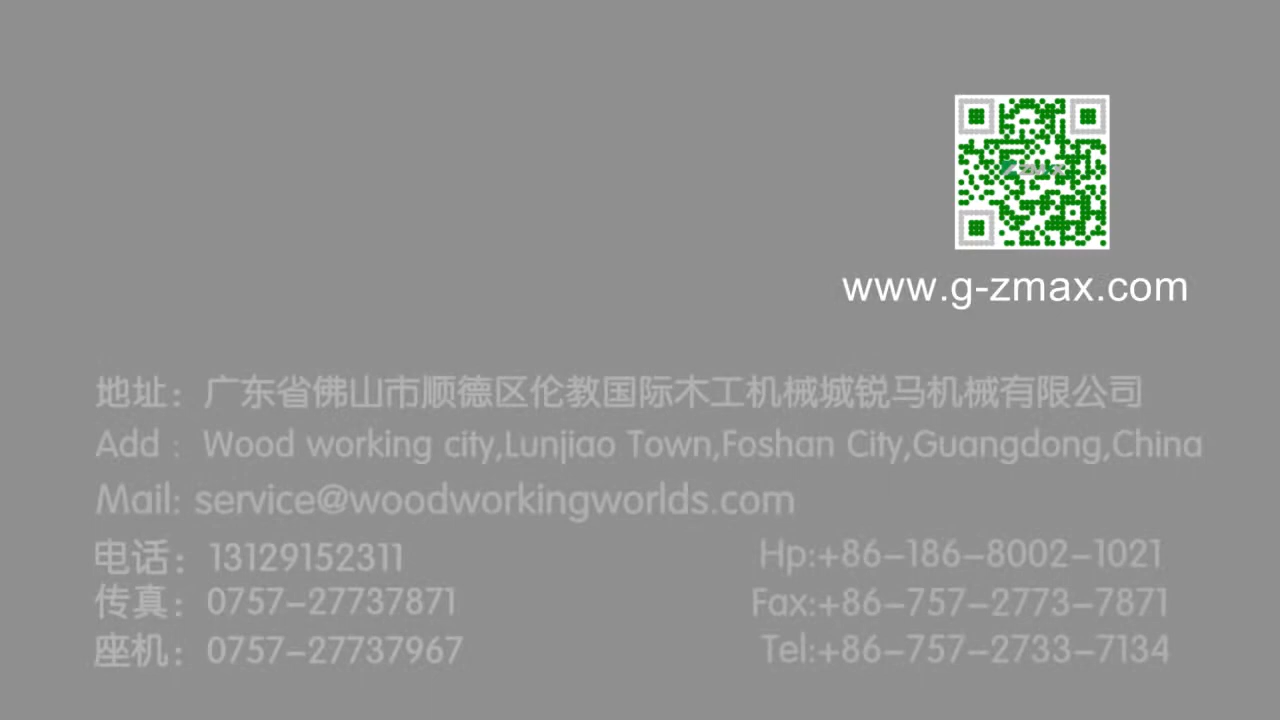 www.g-zmax.com
地址：广东省佛山市顺德区伦教国际木工机械城锐马机械有限公司
Add : Wood working city,Lunjiao Town,Foshan City,Guangdong,China
Mail: service@woodworkingworlds.com
电话：13129152311 Hp:+86-186-8002-1021
传真：0757-27737871 Fax:+86-757-2773-7871
座机：0757-27737967 Tel:+86-757-2733-7134